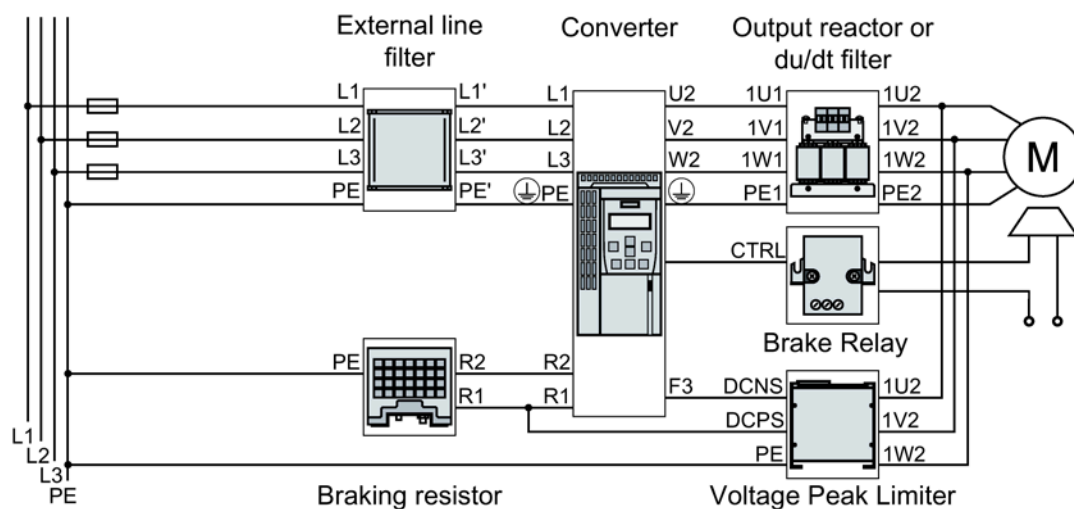 External line
filter
Converter
Output reactor or
du/dt filter
L1 L1' L1 U2 1U1 1U2
L2 L2' L2 V2 1V1 1V2
L3 L3' L3 W2 1W1 1W2
PE PE' PE PE1 PE2
M
CTRL
Brake Relay
PE R2 R2
R1 R1 F3 DCNS 1U2
DCPS 1V2
PE 1W2
L1
L2
L3
PE
Braking resistor
Voltage Peak Limiter